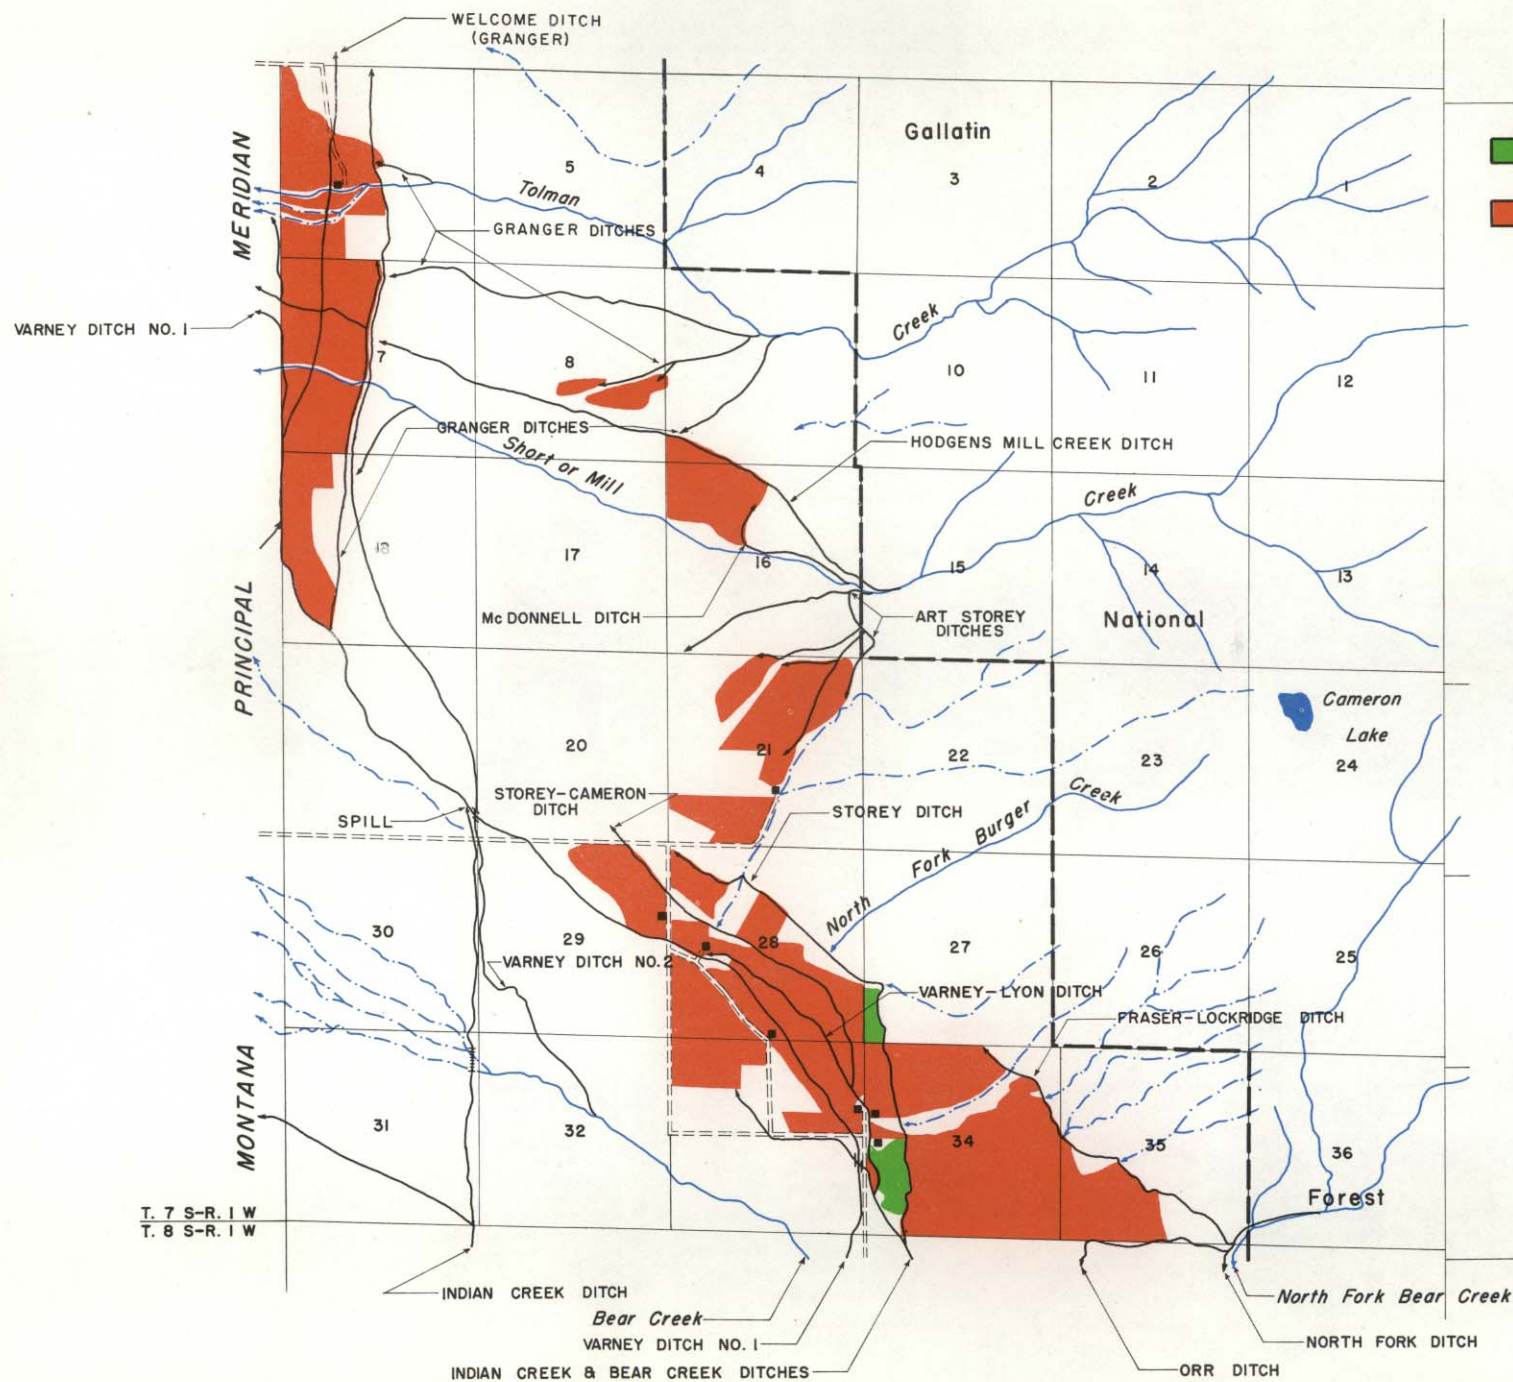 WELCOME DITCH
(GRANGER)
Gallatin
MERIDIAN
5
4
3
2
1
Tolman
GRANGER DITCHES
VARNEY DITCH NO. 1
Creek
7
8
10
11
12
GRANGER DITCHES
HODGENS MILL CREEK DITCH
Short or Mill
Creek
18
17
16
15
14
13
PRINCIPAL
McDONNELL DITCH
ART STOREY
DITCHES
National
Cameron
Lake
20
21
22
23
24
STOREY-CAMERON
DITCH
STOREY DITCH
SPILL
North Fork Burger Creek
30
29
28
27
26
25
VARNEY DITCH NO. 2
VARNEY-LYON DITCH
FRASER-LOCKRIDGE DITCH
MONTANA
31
32
34
35
36
Forest
T. 7 S-R. 1 W
T. 8 S-R. 1 W
INDIAN CREEK DITCH
Bear Creek
North Fork Bear Creek
VARNEY DITCH NO. 1
NORTH FORK DITCH
INDIAN CREEK & BEAR CREEK DITCHES
ORR DITCH